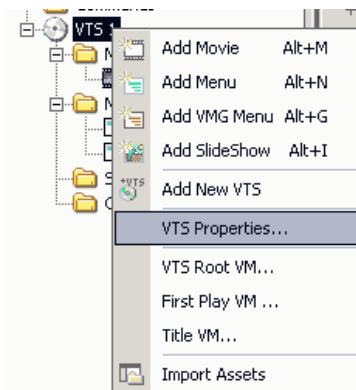 VTS
Add Movie Alt+M
Add Menu Alt+N
Add VMG Menu Alt+G
Add SlideShow Alt+I
+VTS Add New VTS
VTS Properties...
VTS Root VM...
First Play VM ...
Title VM...
Import Assets